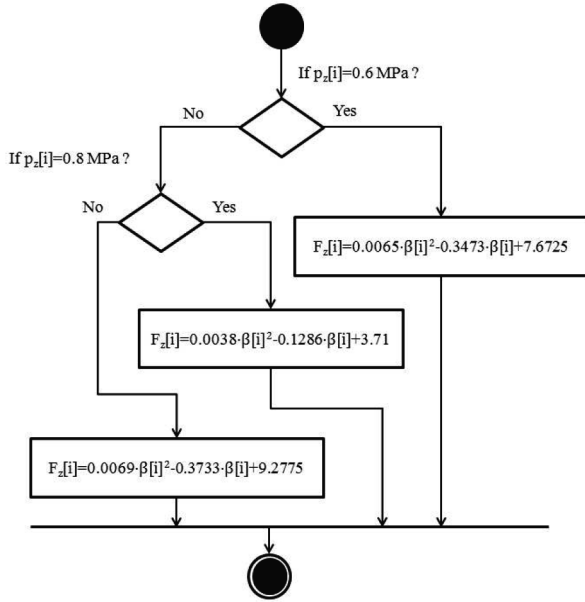 If p_z[i]=0.6 MPa ?
No
Yes
If p_z[i]=0.8 MPa ?
No
Yes
F_z[i]=0.0065·β[i]²-0.3473·β[i]+7.6725
F_z[i]=0.0038·β[i]²-0.1286·β[i]+3.71
F_z[i]=0.0069·β[i]²-0.3733·β[i]+9.2775